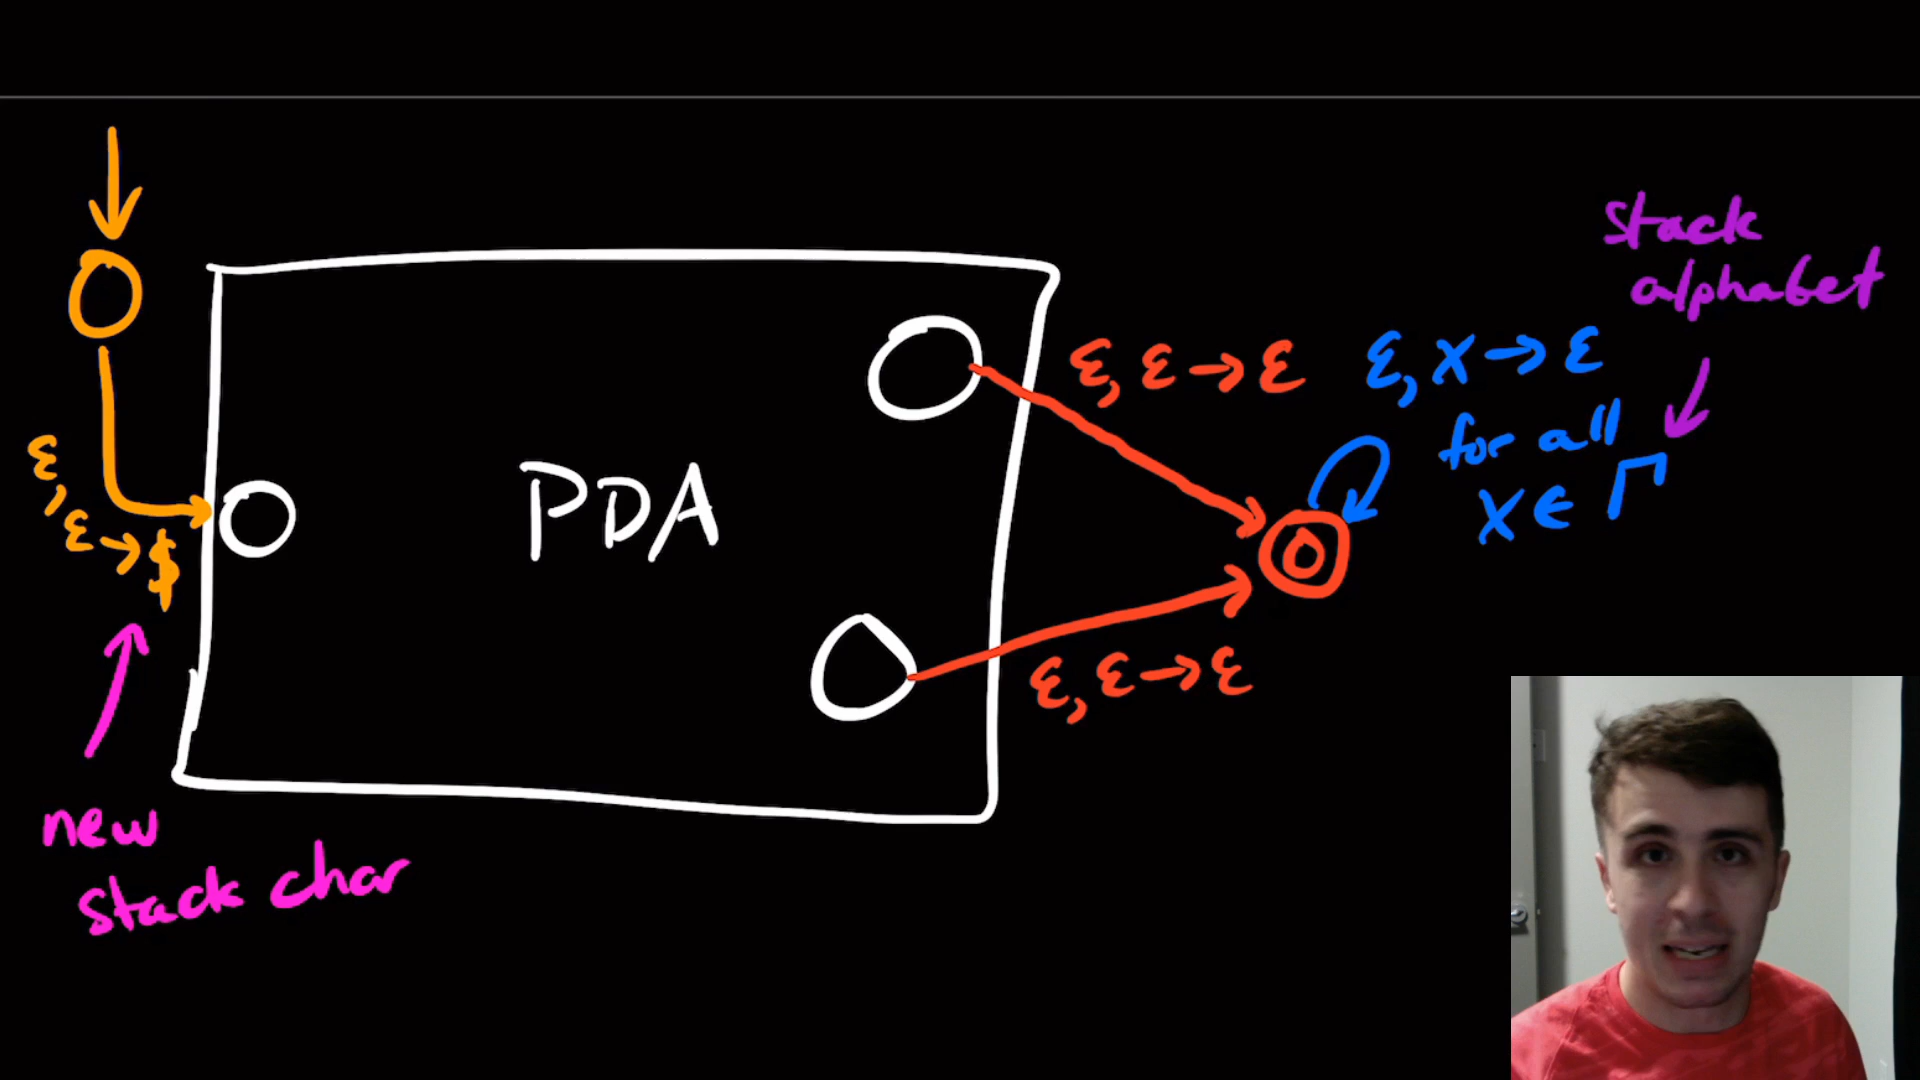 stack
alphabet
ε, ε → ε
ε, x → ε
for all
x ∈ Γ
ε, ε → $
PDA
ε, ε → ε
new
stack char